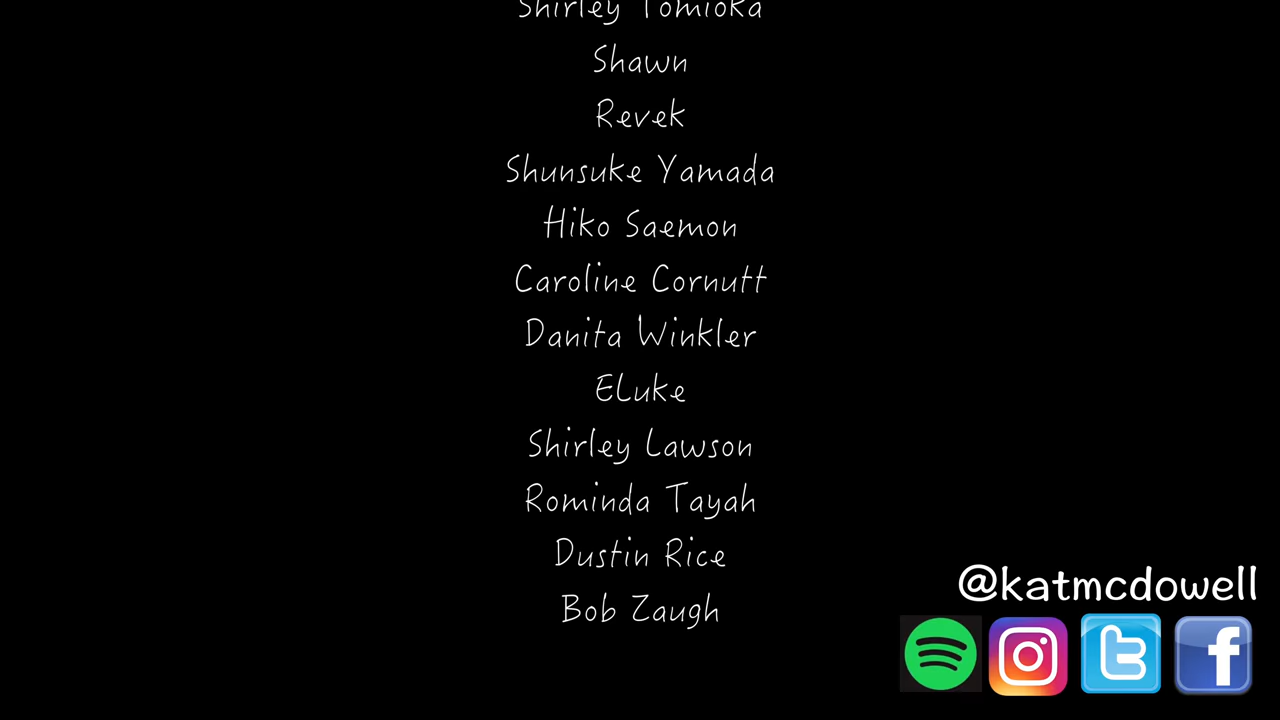 Shirley Tomioka
Shawn
Revek
Shunsuke Yamada
Hiko Saemon
Caroline Cornutt
Danita Winkler
ELuke
Shirley Lawson
Rominda Tayah
Dustin Rice
Bob Zaugh
@katmcdowell